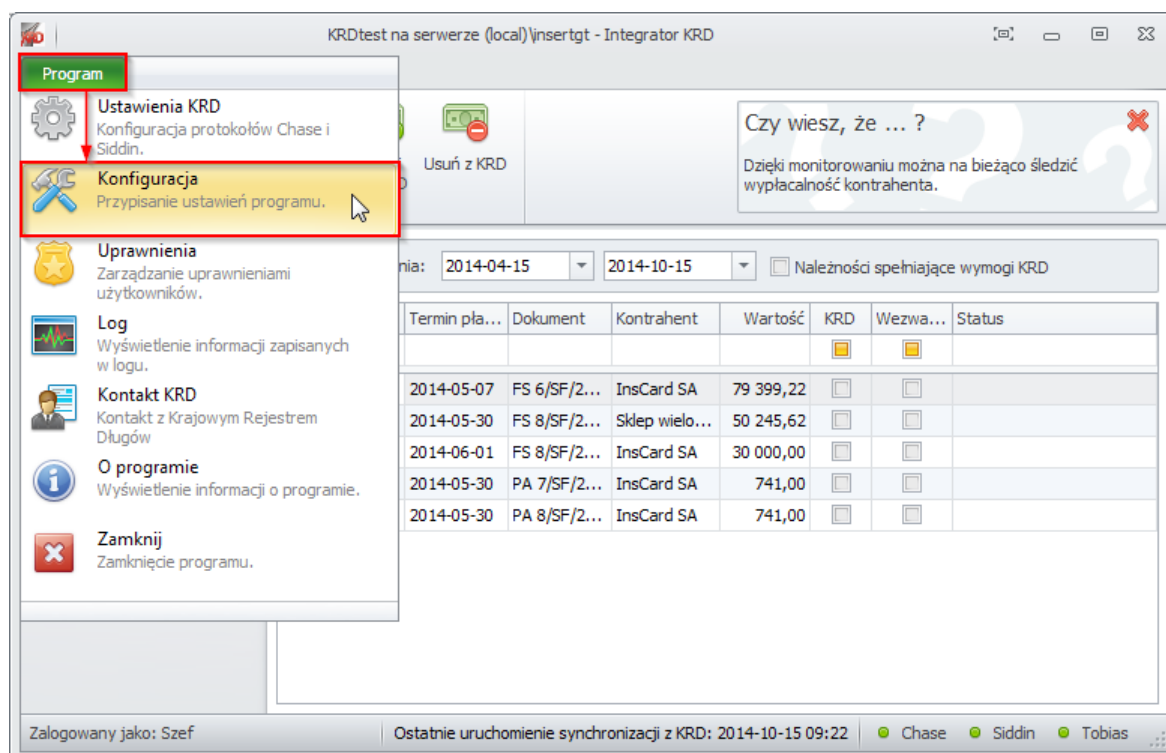 KRDtest na serwerze (local)\insertgt - Integrator KRD
Program
Ustawienia KRD
Konfiguracja protokołów Chase i
Siddin.
Konfiguracja
Przypisanie ustawień programu.
Uprawnienia
Zarządzanie uprawnieniami
użytkowników.
Log
Wyświetlenie informacji zapisanych
w logu.
Kontakt KRD
Kontakt z Krajowym Rejestrem
Długów
O programie
Wyświetlenie informacji o programie.
Zamknij
Zamknięcie programu.
Usuń z KRD
Czy wiesz, że ... ?
Dzięki monitorowaniu można na bieżąco śledzić
wypłacalność kontrahenta.
nia: 2014-04-15 2014-10-15 Należności spełniające wymogi KRD
Termin pła... Dokument Kontrahent Wartość KRD Wezwa... Status
2014-05-07 FS 6/SF/2... InsCard SA 79 399,22
2014-05-30 FS 8/SF/2... Sklep wielo... 50 245,62
2014-06-01 FS 8/SF/2... InsCard SA 30 000,00
2014-05-30 PA 7/SF/2... InsCard SA 741,00
2014-05-30 PA 8/SF/2... InsCard SA 741,00
Zalogowany jako: Szef Ostatnie uruchomienie synchronizacji z KRD: 2014-10-15 09:22 Chase Siddin Tobias